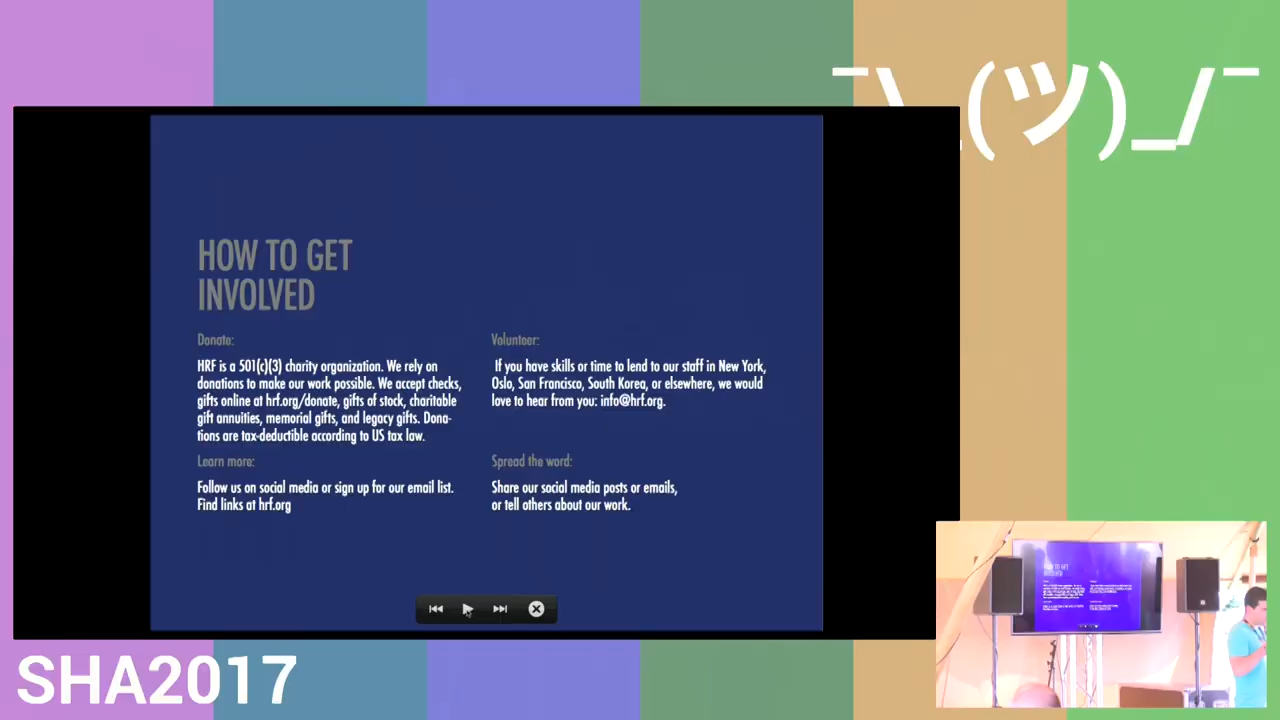 ¯\_(ツ)_/¯
HOW TO GET
INVOLVED
Donate:
HRF is a 501(c)(3) charity organization. We rely on
donations to make our work possible. We accept checks,
gifts online at hrf.org/donate, gifts of stock, charitable
gift annuities, memorial gifts, and legacy gifts. Dona-
tions are tax-deductible according to US tax law.
Volunteer:
If you have skills or time to lend to our staff in New York,
Oslo, San Francisco, South Korea, or elsewhere, we would
love to hear from you: info@hrf.org.
Learn more:
Follow us on social media or sign up for our email list.
Find links at hrf.org
Spread the word:
Share our social media posts or emails,
or tell others about our work.
HOW TO GET
INVOLVED
SHA2017